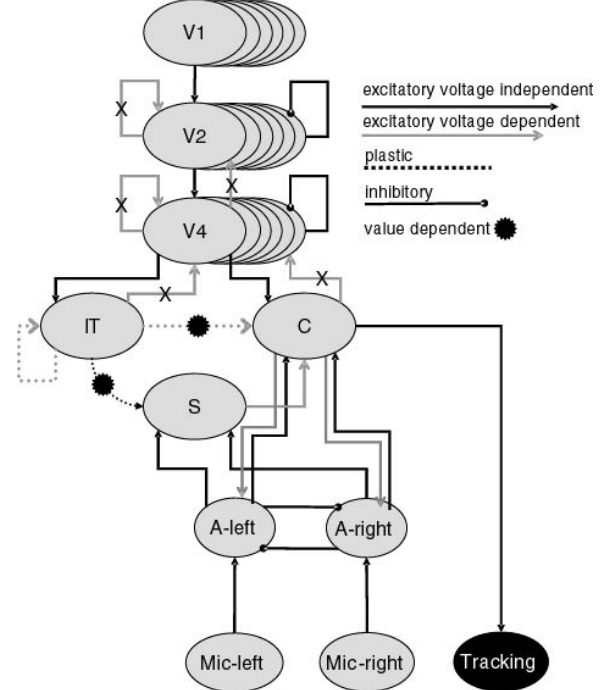 V1
excitatory voltage independent
X
V2
excitatory voltage dependent
plastic
X
X
inhibitory
V4
value dependent
X
X
IT
C
S
A-left
A-right
Mic-left
Mic-right
Tracking